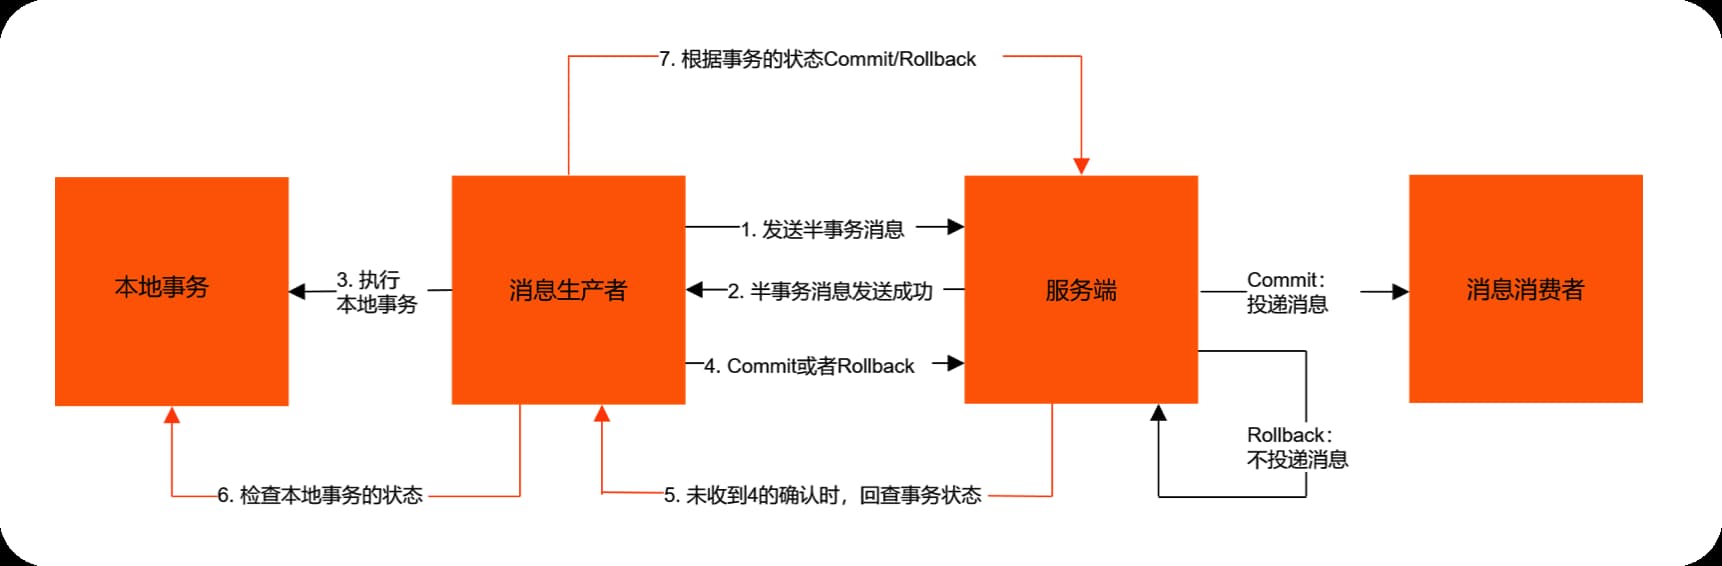 7. 根据事务的状态Commit/Rollback
1. 发送半事务消息
本地事务
3. 执行
本地事务
消息生产者
2. 半事务消息发送成功
服务端
Commit：
投递消息
消息消费者
4. Commit或者Rollback
Rollback：
不投递消息
6. 检查本地事务的状态
5. 未收到4的确认时，回查事务状态